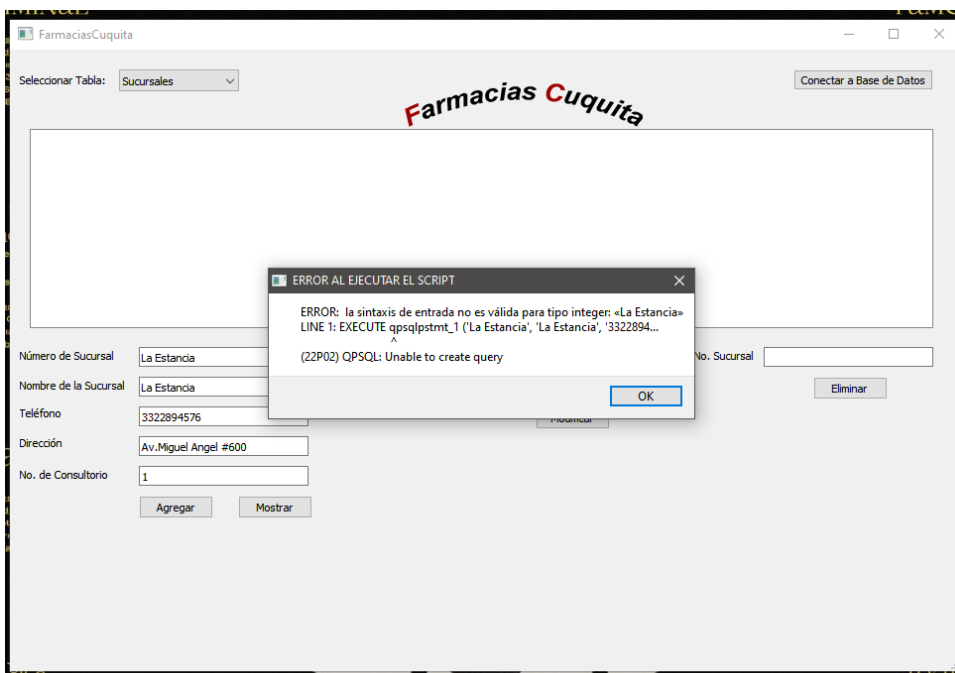 FarmaciasCuquita
Seleccionar Tabla: Sucursales Conectar a Base de Datos
Farmacias Cuquita
ERROR AL EJECUTAR EL SCRIPT
ERROR: la sintaxis de entrada no es válida para tipo integer: «La Estancia»
LINE 1: EXECUTE qpsqlpstmt_1 ('La Estancia', 'La Estancia', '3322894...
^
(22P02) QPSQL: Unable to create query
OK
Número de Sucursal La Estancia No. Sucursal
Nombre de la Sucursal La Estancia Eliminar
Teléfono 3322894576 Modificar
Dirección Av.Miguel Angel #600
No. de Consultorio 1
Agregar Mostrar